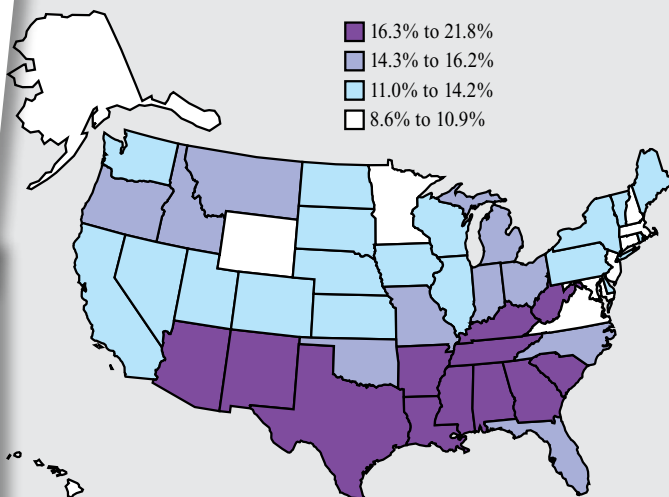 16.3% to 21.8%
14.3% to 16.2%
11.0% to 14.2%
8.6% to 10.9%